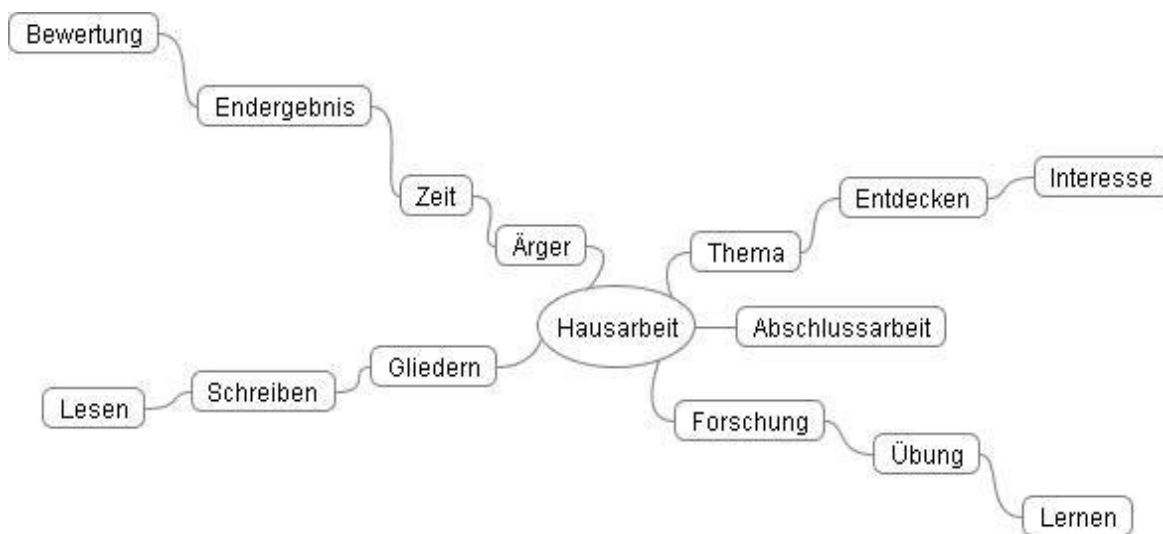 Bewertung
Endergebnis
Zeit
Ärger
Interesse
Entdecken
Thema
Hausarbeit
Abschlussarbeit
Gliedern
Schreiben
Lesen
Forschung
Übung
Lernen